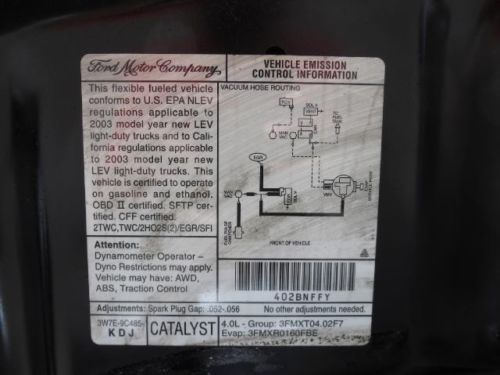 Ford Motor Company
VEHICLE EMISSION
CONTROL INFORMATION
This flexible fueled vehicle
conforms to U.S. EPA NLEV
regulations applicable to
2003 model year new LEV
light-duty trucks and to Cali-
fornia regulations applicable
to 2003 model year new
LEV light-duty trucks. This
vehicle is certified to operate
on gasoline and ethanol.
OBD II certified. SFTP cer-
tified. CFF certified.
2TWC,TWC/2HO2S(2)/EGR/SFI
VACUUM HOSE ROUTING
EGR
FRONT OF VEHICLE
Attention:
Dynamometer Operator -
Dyno Restrictions may apply.
Vehicle may have: AWD,
ABS, Traction Control
402BNFFY
Adjustments: Spark Plug Gap: .052-.056
No other adjustments needed.
3W7E-9C485-
KDJ
CATALYST
4.0L - Group: 3FMXT04.02F7
Evap: 3FMXR0160FBE